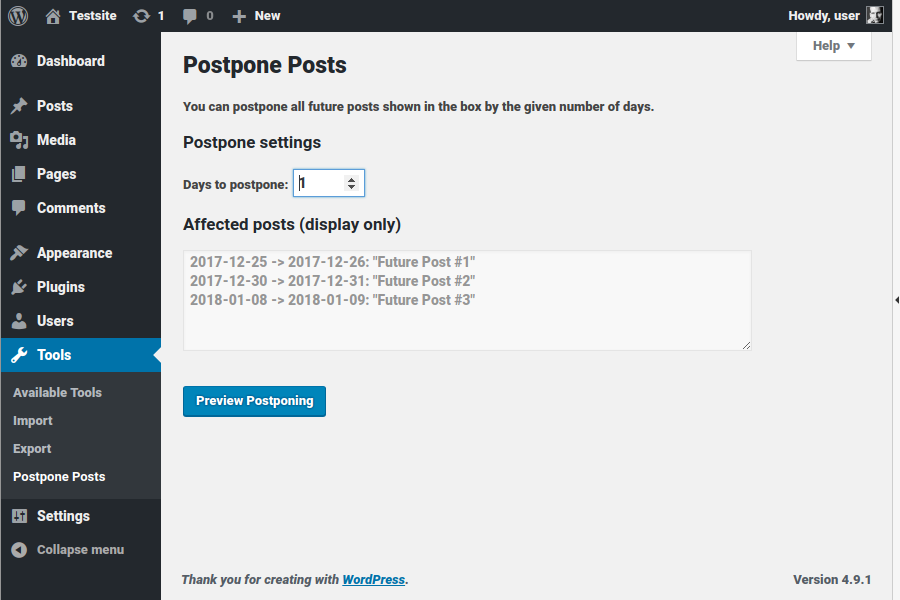 Testsite 1 0 New Howdy, user
Help
Dashboard
Posts
Media
Pages
Comments
Appearance
Plugins
Users
Tools
Available Tools
Import
Export
Postpone Posts
Settings
Collapse menu
Postpone Posts
You can postpone all future posts shown in the box by the given number of days.
Postpone settings
Days to postpone: 1
Affected posts (display only)
2017-12-25 -> 2017-12-26: "Future Post #1"
2017-12-30 -> 2017-12-31: "Future Post #2"
2018-01-08 -> 2018-01-09: "Future Post #3"
Preview Postponing
Thank you for creating with WordPress. Version 4.9.1